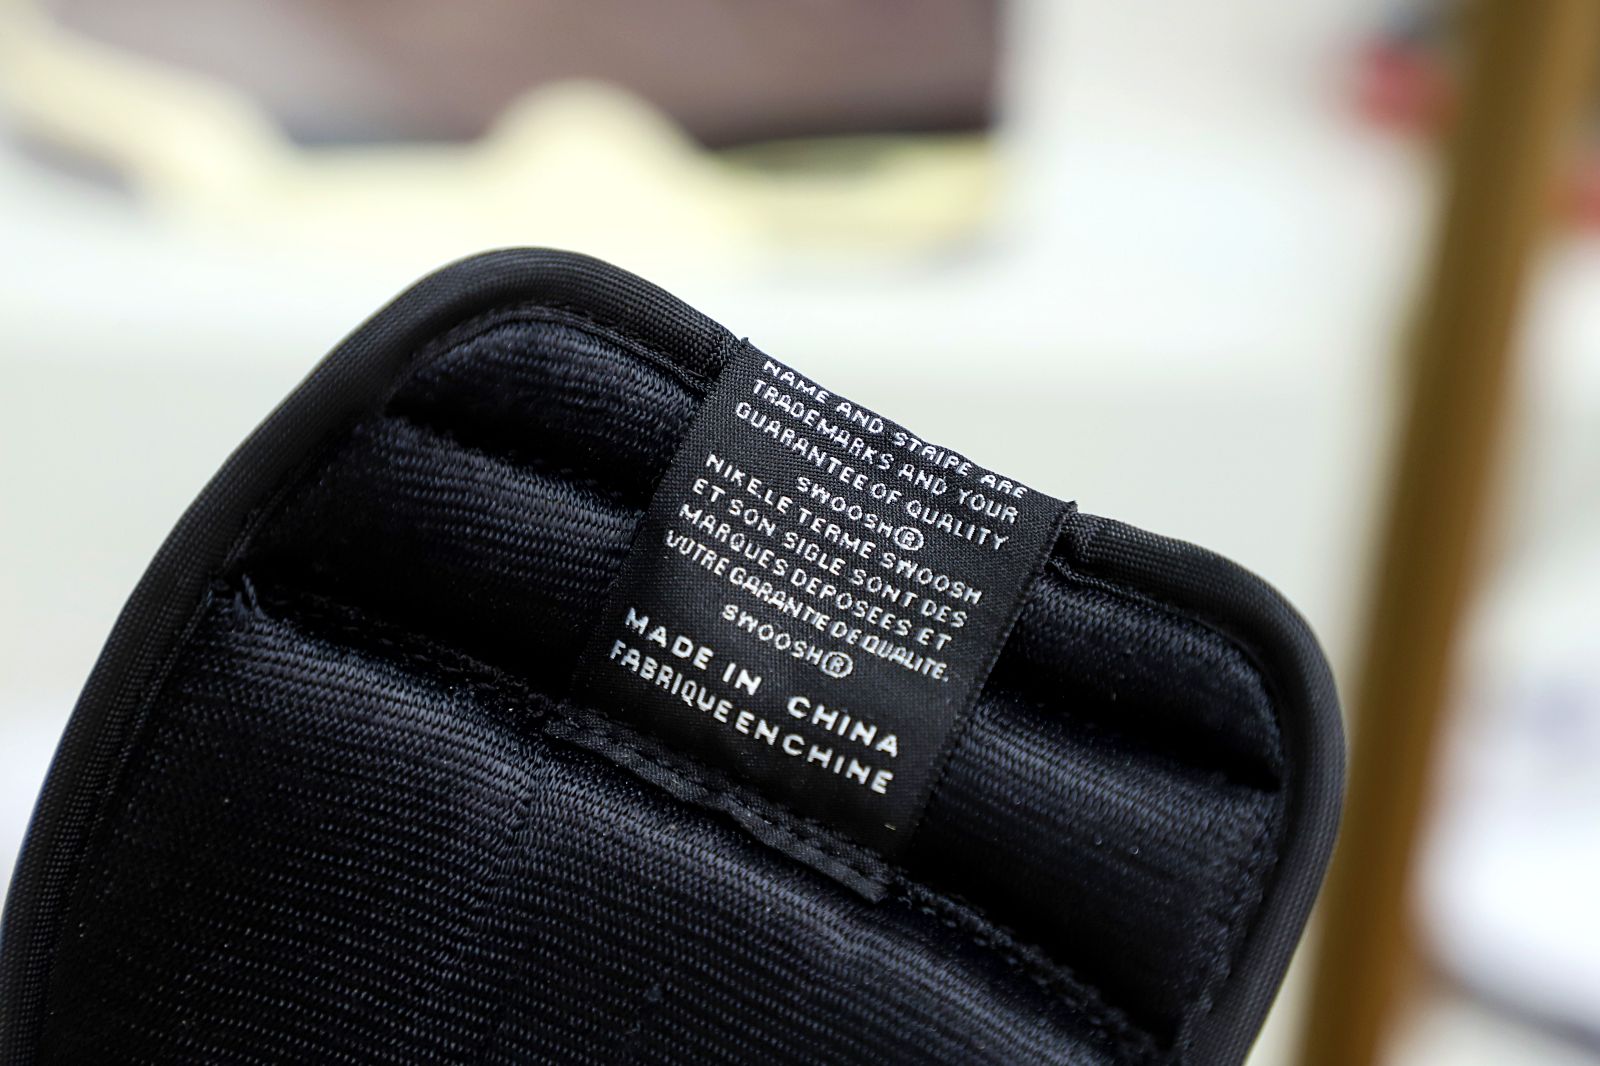 NAME AND STRIPE ARE
TRADEMARKS AND YOUR
GUARANTEE OF QUALITY
SWOOSH®
NIKE.LE TERME SWOOSH
ET SON SIGLE SONT DES
MARQUES DEPOSEES ET
VOTRE GARANTIE DE QUALITE.
SWOOSH®
MADE IN CHINA
FABRIQUE EN CHINE